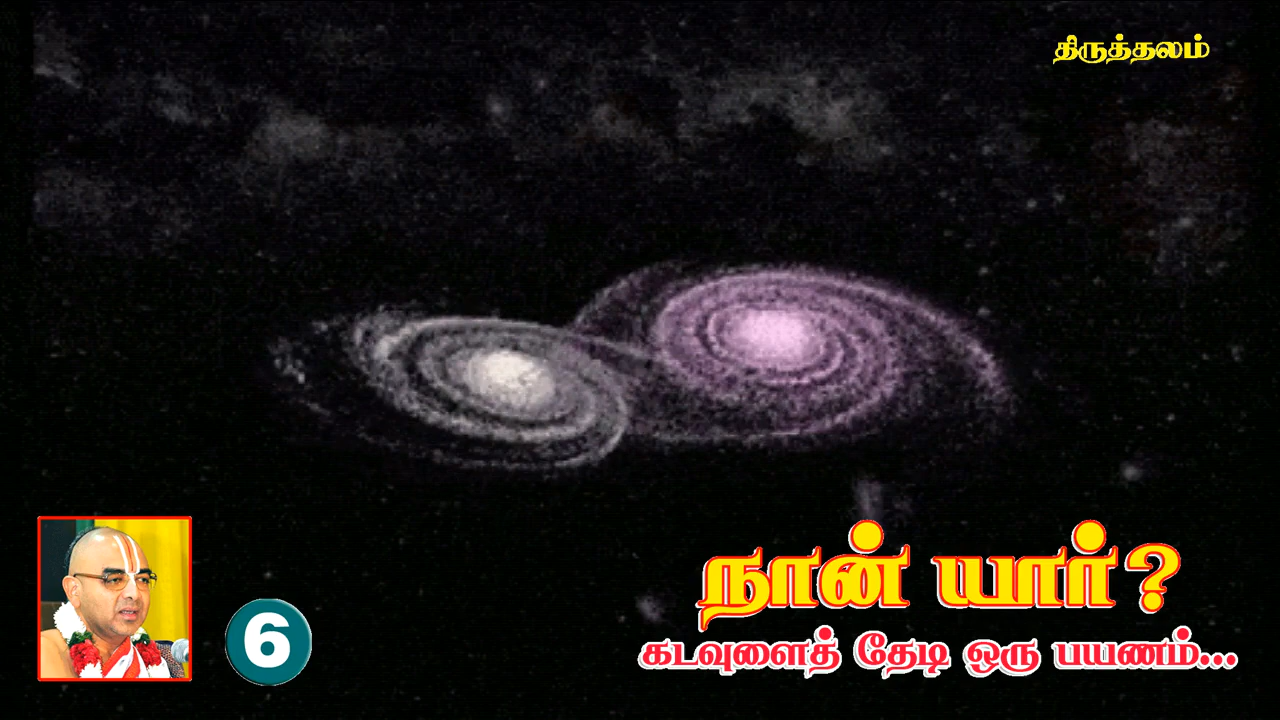 திருத்தலம்
நான் யார்?
கடவுளைத் தேடி ஒரு பயணம்...
6